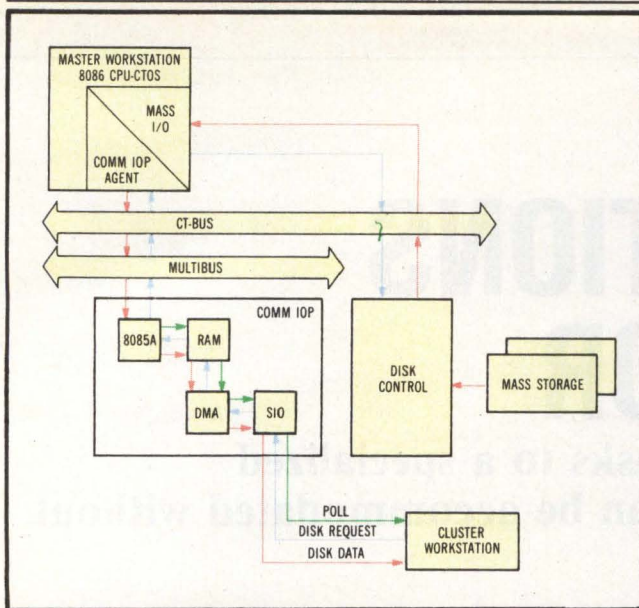 MASTER WORKSTATION
8086 CPU-CTOS
MASS
I/O
COMM IOP
AGENT
CT-BUS
MULTIBUS
COMM IOP
8085A
RAM
DMA
SIO
DISK
CONTROL
MASS STORAGE
POLL
DISK REQUEST
DISK DATA
CLUSTER
WORKSTATION